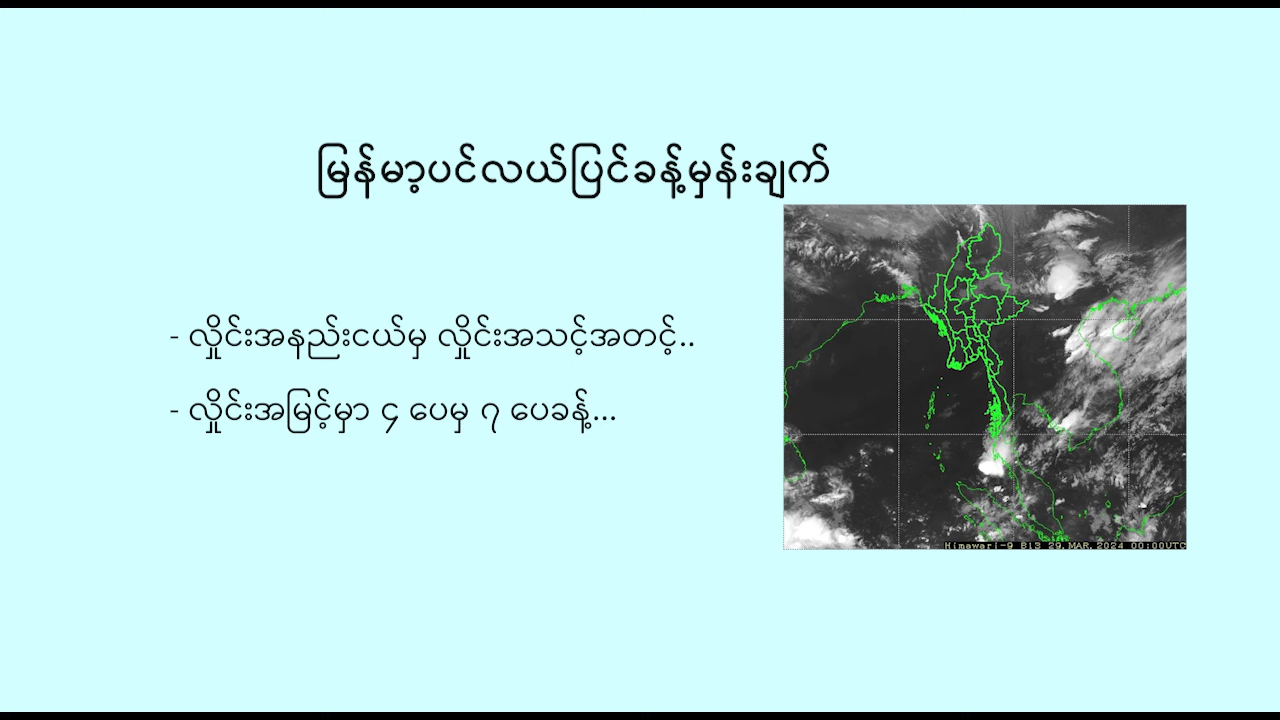 မြန်မာ့ပင်လယ်ပြင်ခန့်မှန်းချက်
- လှိုင်းအနည်းငယ်မှ လှိုင်းအသင့်အတင့်..
- လှိုင်းအမြင့်မှာ ၄ ပေမှ ၇ ပေခန့်...
Himawari-9 B13 29.MAR.2024 00:00UTC